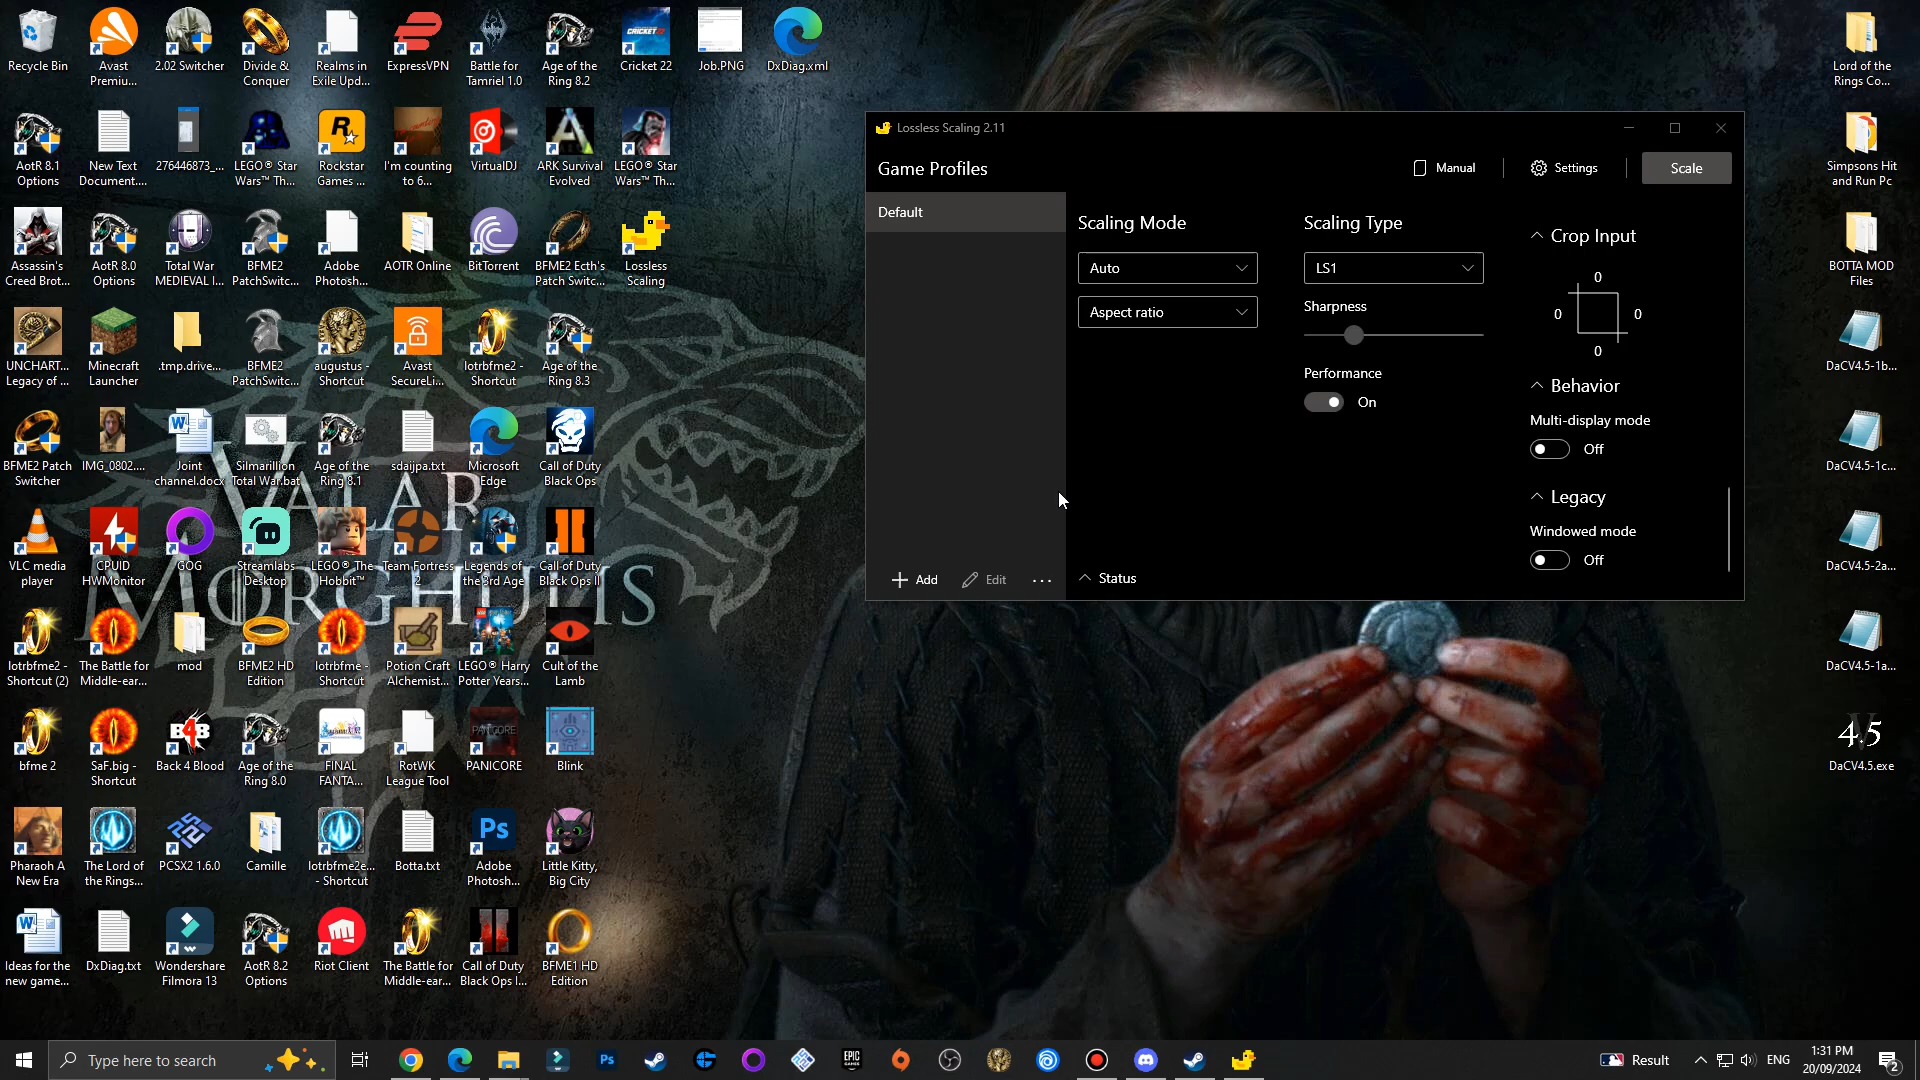 Recycle Bin
Avast
Premiu...
2.02 Switcher
Divide &
Conquer
Realms in
Exile Upd...
ExpressVPN
Battle for
Tamriel 1.0
Age of the
Ring 8.2
CRICKET 22
Cricket 22
Job.PNG
DxDiag.xml
Lord of the
Rings Co...
AotR 8.1
Options
New Text
Document....
276446873_...
LEGO® Star
Wars™ Th...
Rockstar
Games ...
I'm counting
to 6...
VirtualDJ
ARK Survival
Evolved
LEGO® Star
Wars™ Th...
Simpsons Hit
and Run Pc
Assassin's
Creed Brot...
AotR 8.0
Options
Total War
MEDIEVAL I...
BFME2
PatchSwitc...
Adobe
Photosh...
AOTR Online
BitTorrent
BFME2 Ecth's
Patch Switc...
Lossless
Scaling
BOTTA MOD
Files
UNCHART...
Legacy of ...
Minecraft
Launcher
.tmp.drive...
BFME2
PatchSwitc...
augustus -
Shortcut
Avast
SecureLi...
lotrbfme2 -
Shortcut
Age of the
Ring 8.3
DaCV4.5-1b...
BFME2 Patch
Switcher
IMG_0802....
Joint
channel.docx
Silmarillion
Total War.bat
Age of the
Ring 8.1
sdaijpa.txt
Microsoft
Edge
Call of Duty
Black Ops
DaCV4.5-1c...
VALAR
MORGHULIS
VLC media
player
CPUID
HWMonitor
GOG
Streamlabs
Desktop
LEGO® The
Hobbit™
Team Fortress
2
Legends of
the 3rd Age
Call of Duty
Black Ops II
DaCV4.5-2a...
lotrbfme2 -
Shortcut (2)
The Battle for
Middle-ear...
mod
BFME2 HD
Edition
lotrbfme -
Shortcut
Potion Craft
Alchemist...
LEGO® Harry
Potter Years...
Cult of the
Lamb
DaCV4.5-1a...
bfme 2
SaF.big -
Shortcut
B4B
Back 4 Blood
Age of the
Ring 8.0
FINAL
FANTA...
RotWK
League Tool
PANICORE
PANICORE
Blink
4.5
DaCV4.5.exe
Pharaoh A
New Era
The Lord of
the Rings...
PCSX2 1.6.0
Camille
lotrbfme2e...
- Shortcut
Botta.txt
Ps
Adobe
Photosh...
Little Kitty,
Big City
Ideas for the
new game...
DxDiag.txt
Wondershare
Filmora 13
AotR 8.2
Options
Riot Client
The Battle for
Middle-ear...
Call of Duty
Black Ops I...
BFME1 HD
Edition
Lossless Scaling 2.11
Game Profiles
Manual
Settings
Scale
Default
Scaling Mode
Auto
Aspect ratio
Scaling Type
LS1
Sharpness
Performance
On
Crop Input
0
0
0
0
Behavior
Multi-display mode
Off
Legacy
Windowed mode
Off
Add
Edit
...
Status
Type here to search
Ps
EPIC
GAMES
Result
ENG
1:31 PM
20/09/2024
2